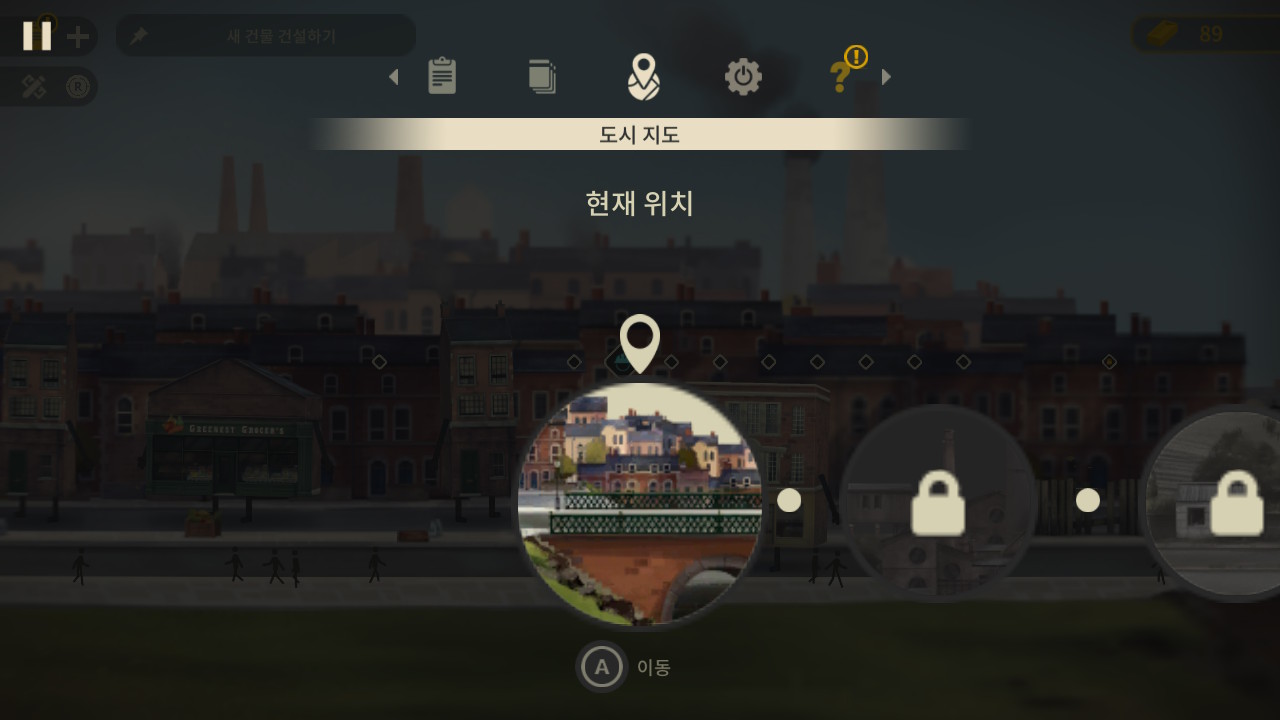 새 건물 건설하기
89
R
?
!
도시 지도
현재 위치
GREENEST GROCER'S
A 이동